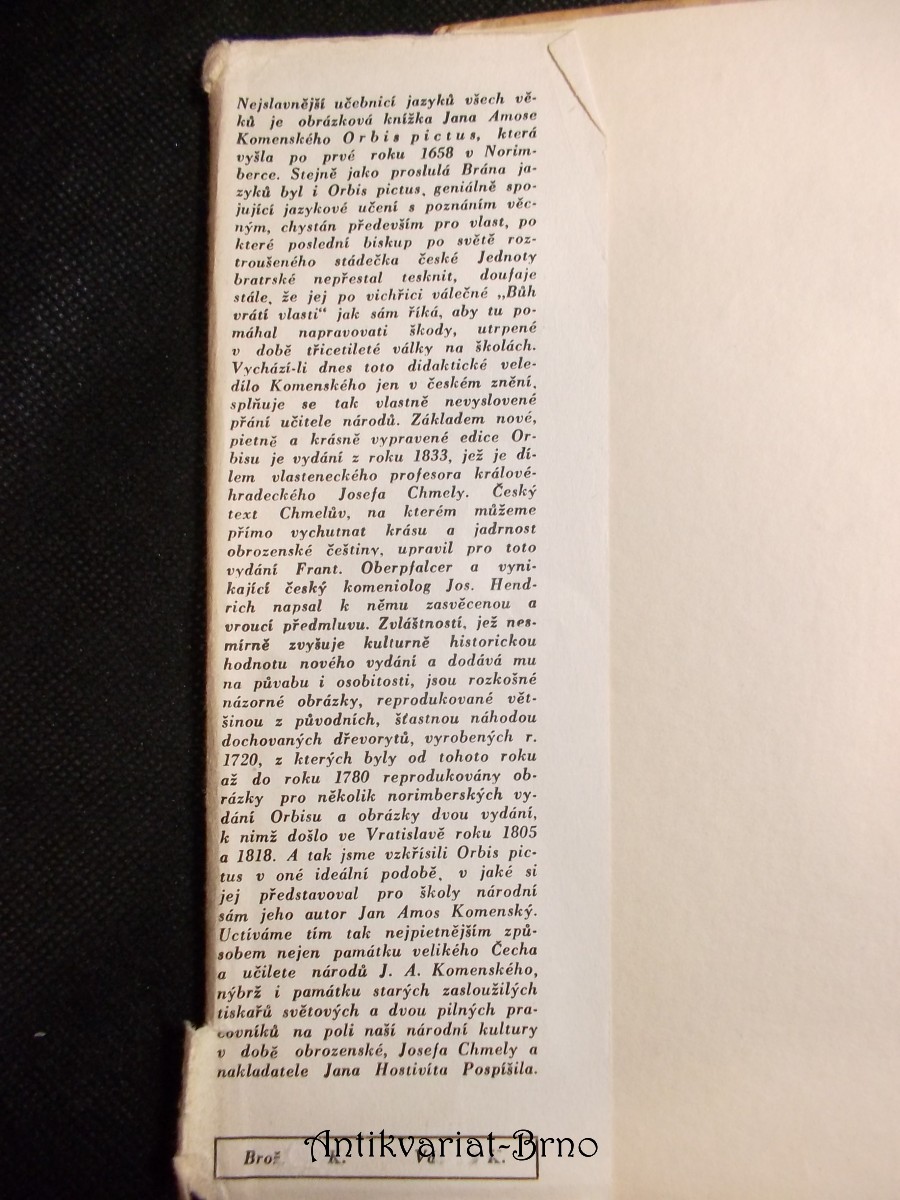 Nejslavnější učebnicí jazyků všech vě-
ků je obrázková knížka Jana Amose
Komenského Orbis pictus, která
vyšla po prvé roku 1658 v Norim-
berce. Stejně jako proslulá Brána ja-
zyků byl i Orbis pictus, geniálně spo-
jující jazykové učení s poznáním věc-
ným, chystán především pro vlast, po
které poslední biskup po světě roz-
troušeného stádečka české Jednoty
bratrské nepřestal tesknit, doufaje
stále, že jej po vichřici válečné „Bůh
vrátí vlasti“ jak sám říká, aby tu po-
máhal napravovati škody, utrpené
v době třicetileté války na školách.
Vychází-li dnes toto didaktické vele-
dílo Komenského jen v českém znění,
splňuje se tak vlastně nevyslovené
přání učitele národů. Základem nové,
pietně a krásně vypravené edice Or-
bisu je vydání z roku 1833, jež je dí-
lem vlasteneckého profesora králové-
hradeckého Josefa Chmely. Český
text Chmelův, na kterém můžeme
přímo vychutnat krásu a jadrnost
obrozenské češtiny, upravil pro toto
vydání Frant. Oberpfalcer a vyni-
kající český komeniolog Jos. Hend-
rich napsal k němu zasvěcenou a
vroucí předmluvu. Zvláštností, jež nes-
mírně zvyšuje kulturně historickou
hodnotu nového vydání a dodává mu
na půvabu i osobitosti, jsou rozkošné
názorné obrázky, reprodukované vět-
šinou z původních, šťastnou náhodou
dochovaných dřevorytů, vyrobených r.
1720, z kterých byly od tohoto roku
až do roku 1780 reprodukovány ob-
rázky pro několik norimberských vy-
dání Orbisu a obrázky dvou vydání,
k nimž došlo ve Vratislavě roku 1805
a 1818. A tak jsme vzkřísili Orbis pic-
tus v oné ideální podobě, v jaké si
jej představoval pro školy národní
sám jeho autor Jan Amos Komenský.
Uctíváme tím tak nejpietnějším způ-
sobem nejen památku velikého Čecha
a učilete národů J. A. Komenského,
nýbrž i památku starých zasloužilých
tiskařů světových a dvou pilných pra-
covníků na poli naší národní kultury
v době obrozenské, Josefa Chmely a
nakladatele Jana Hostivíta Pospíšila.
Antikvariat-Brno
Brož K. Vá K.